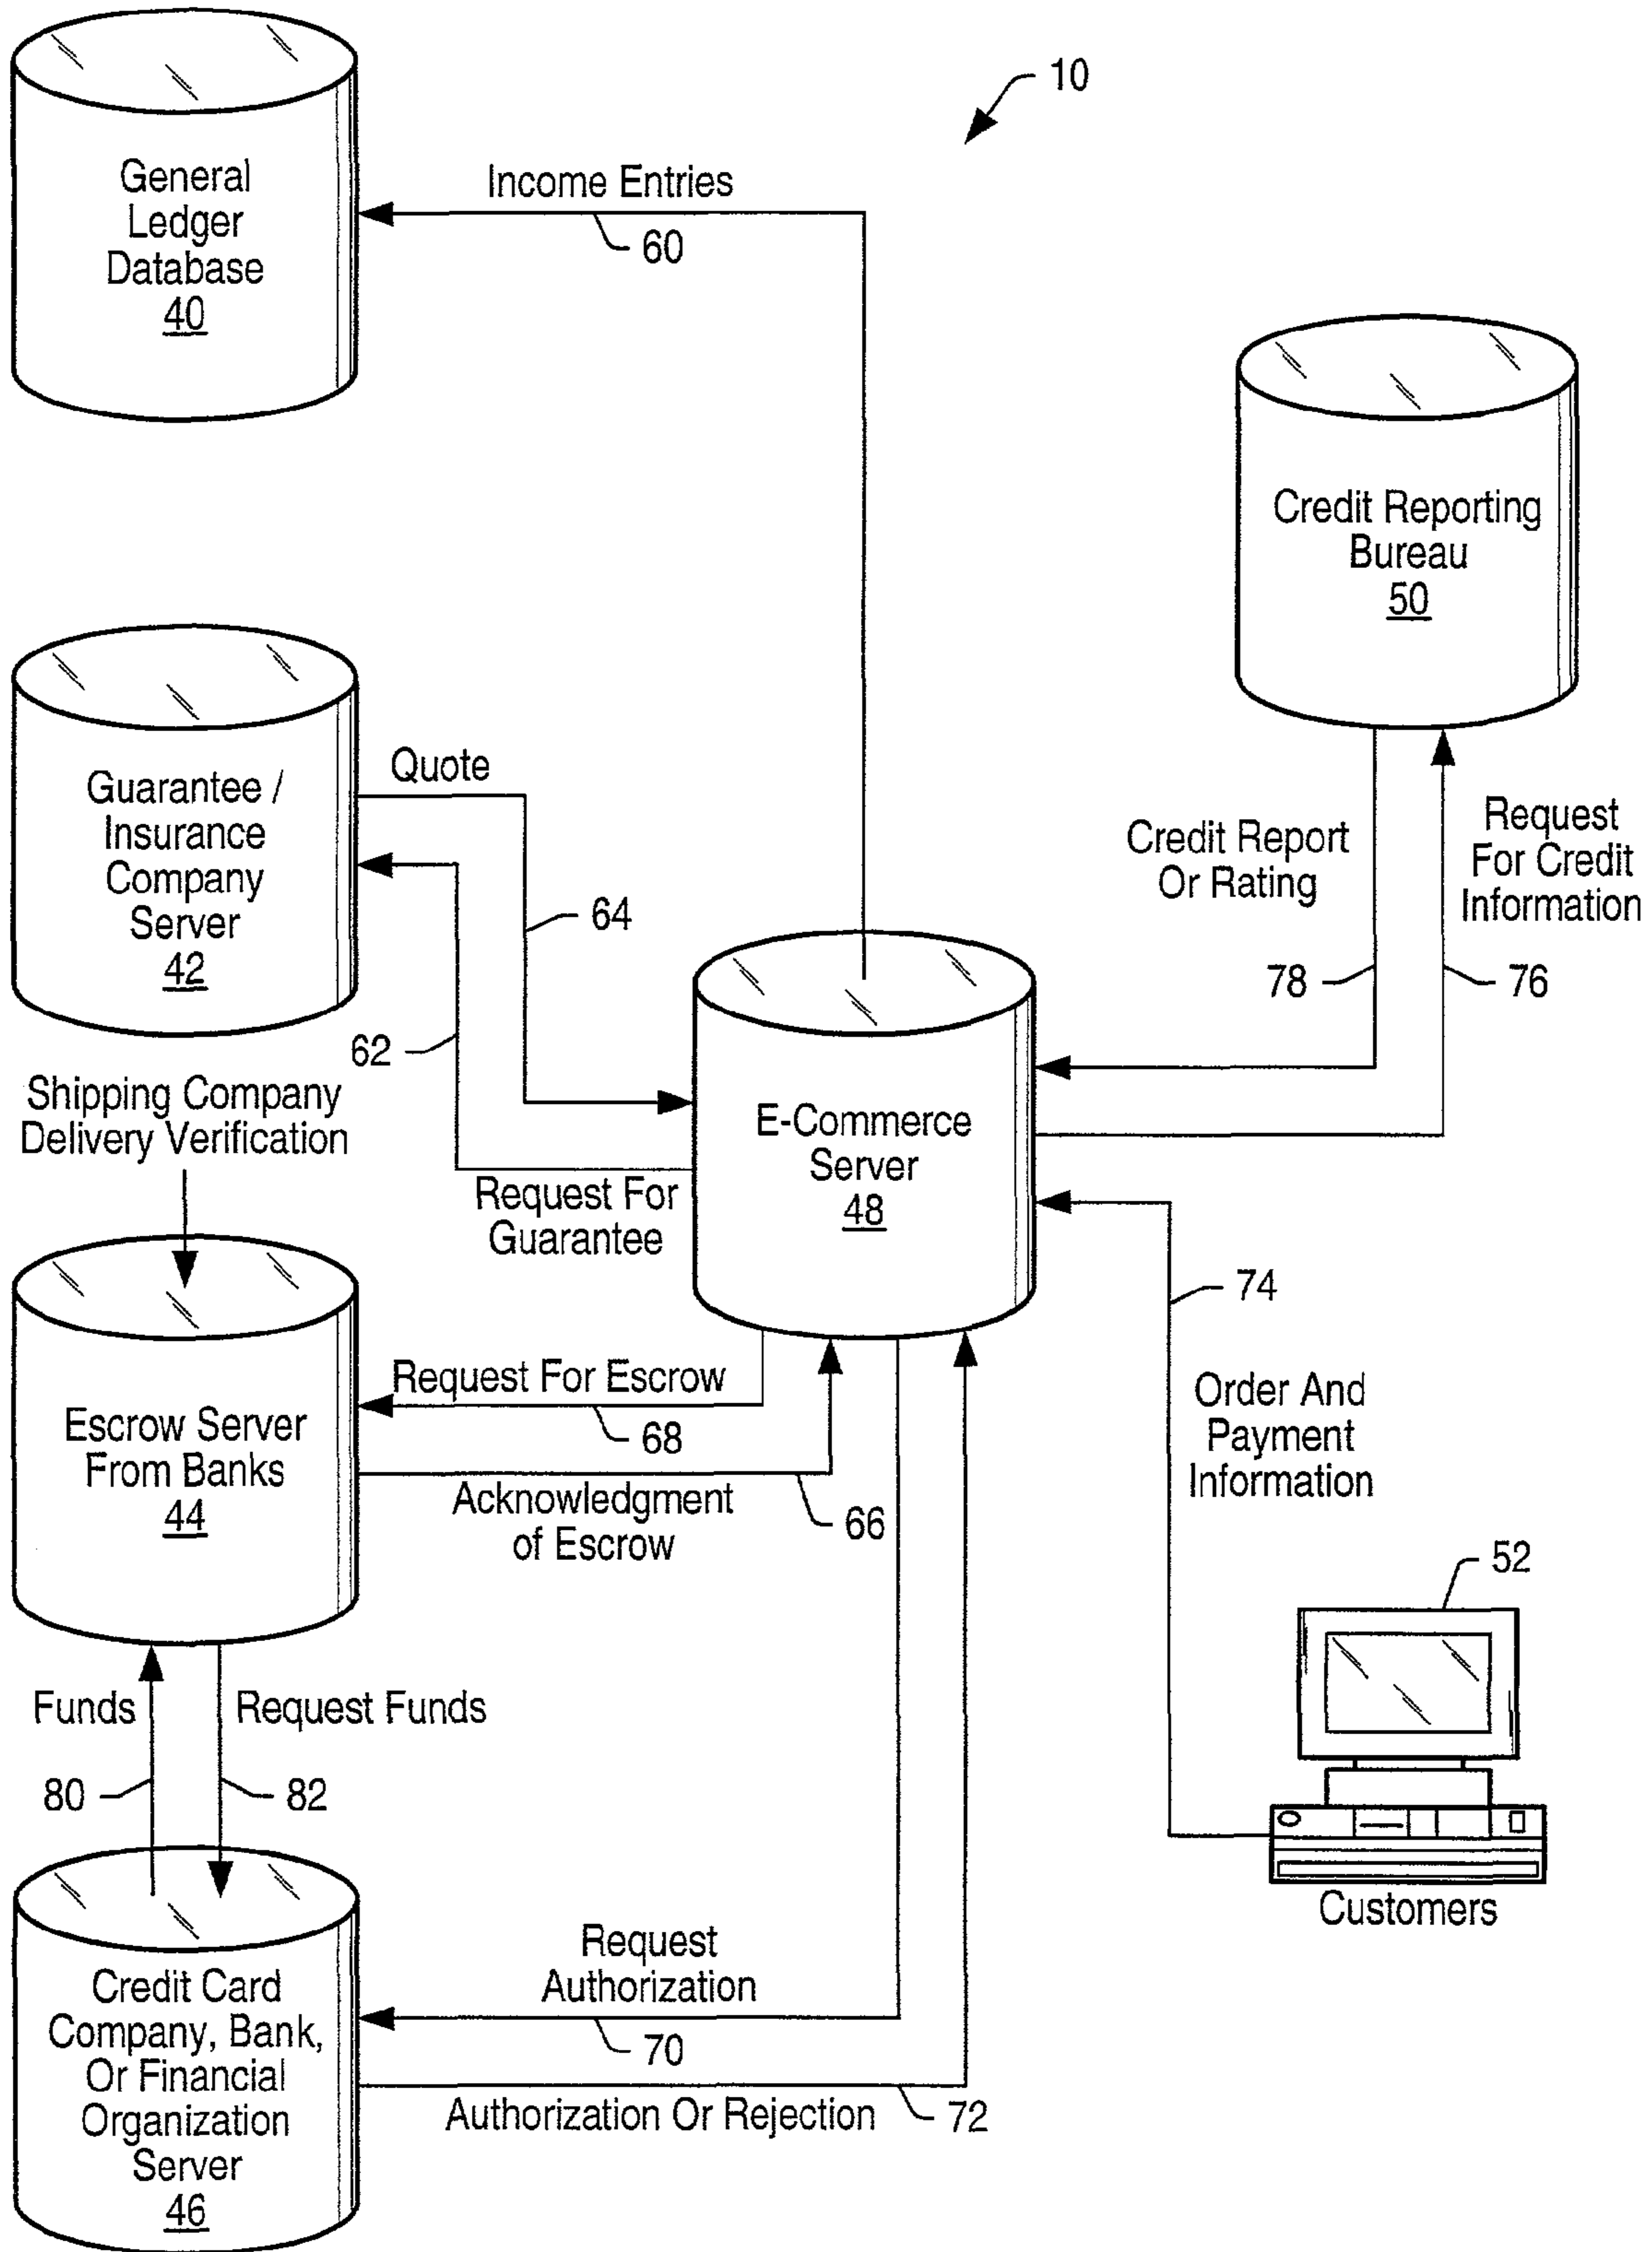 10
General
Ledger
Database
40
Income Entries
60
Credit Reporting
Bureau
50
Guarantee /
Insurance
Company
Server
42
Quote
64
62
Credit Report
Or Rating
Request
For Credit
Information
78
76
Shipping Company
Delivery Verification
E-Commerce
Server
48
Request For
Guarantee
74
Order And
Payment
Information
Escrow Server
From Banks
44
Request For Escrow
68
Acknowledgment
of Escrow
66
52
Customers
Funds
Request Funds
80
82
Credit Card
Company, Bank,
Or Financial
Organization
Server
46
Request
Authorization
70
Authorization Or Rejection
72